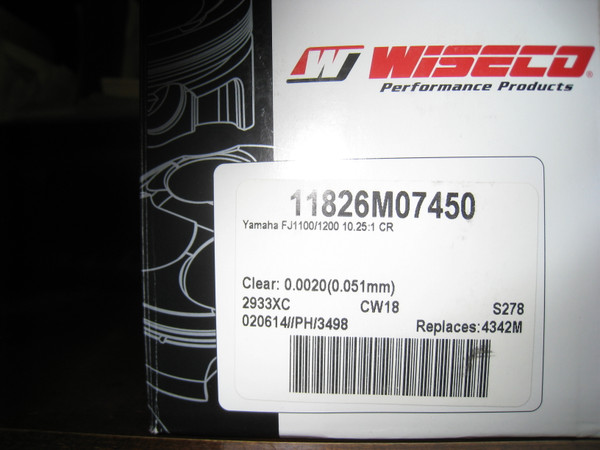 W WISECO®
Performance Products
11826M07450
Yamaha FJ1100/1200 10.25:1 CR
Clear: 0.0020(0.051mm)
2933XC CW18 S278
020614//PH/3498 Replaces:4342M